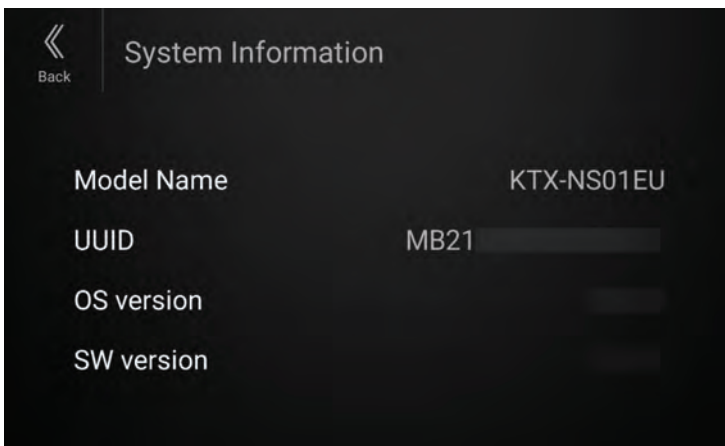 Back
System Information
Model Name KTX-NS01EU
UUID MB21
OS version
SW version